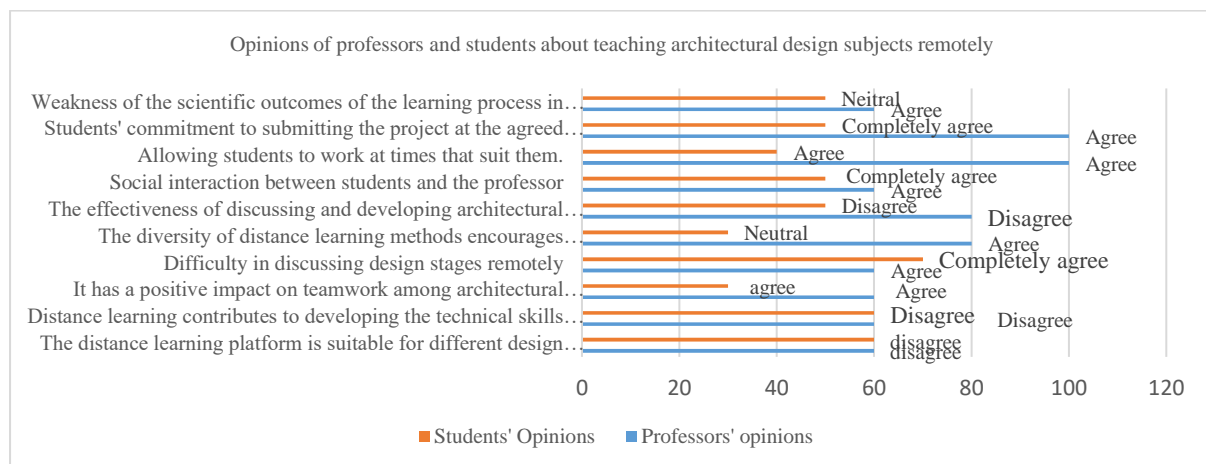 Opinions of professors and students about teaching architectural design subjects remotely
Weakness of the scientific outcomes of the learning process in…
Neitral
Agree
Students' commitment to submitting the project at the agreed…
Completely agree
Agree
Allowing students to work at times that suit them.
Agree
Agree
Social interaction between students and the professor
Completely agree
Agree
The effectiveness of discussing and developing architectural…
Disagree
Disagree
The diversity of distance learning methods encourages…
Neutral
Agree
Difficulty in discussing design stages remotely
Completely agree
Agree
It has a positive impact on teamwork among architectural…
agree
Agree
Distance learning contributes to developing the technical skills…
Disagree
Disagree
The distance learning platform is suitable for different design…
disagree
disagree
0 20 40 60 80 100 120
Students' Opinions Professors' opinions